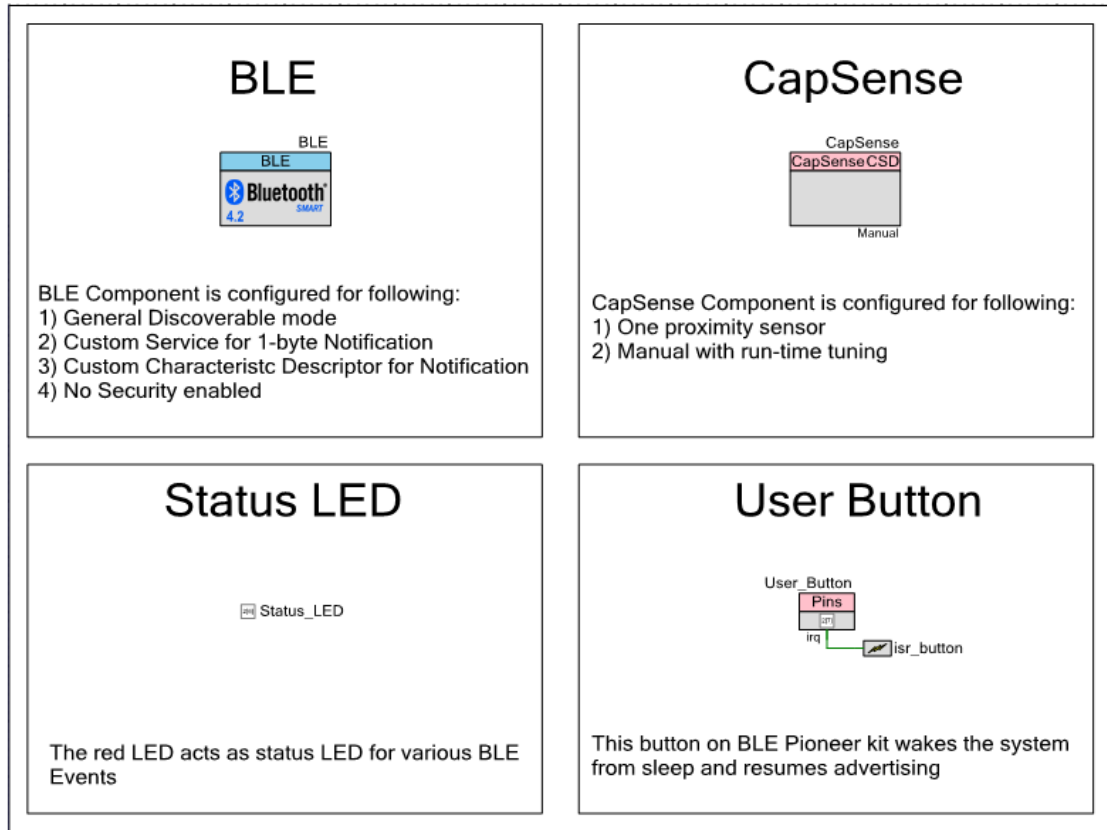 BLE
BLE
BLE
Bluetooth®
SMART
4.2
BLE Component is configured for following:
1) General Discoverable mode
2) Custom Service for 1-byte Notification
3) Custom Characteristc Descriptor for Notification
4) No Security enabled
CapSense
CapSense
CapSense CSD
Manual
CapSense Component is configured for following:
1) One proximity sensor
2) Manual with run-time tuning
Status LED
Status_LED
The red LED acts as status LED for various BLE
Events
User Button
User_Button
Pins
irq
isr_button
This button on BLE Pioneer kit wakes the system
from sleep and resumes advertising